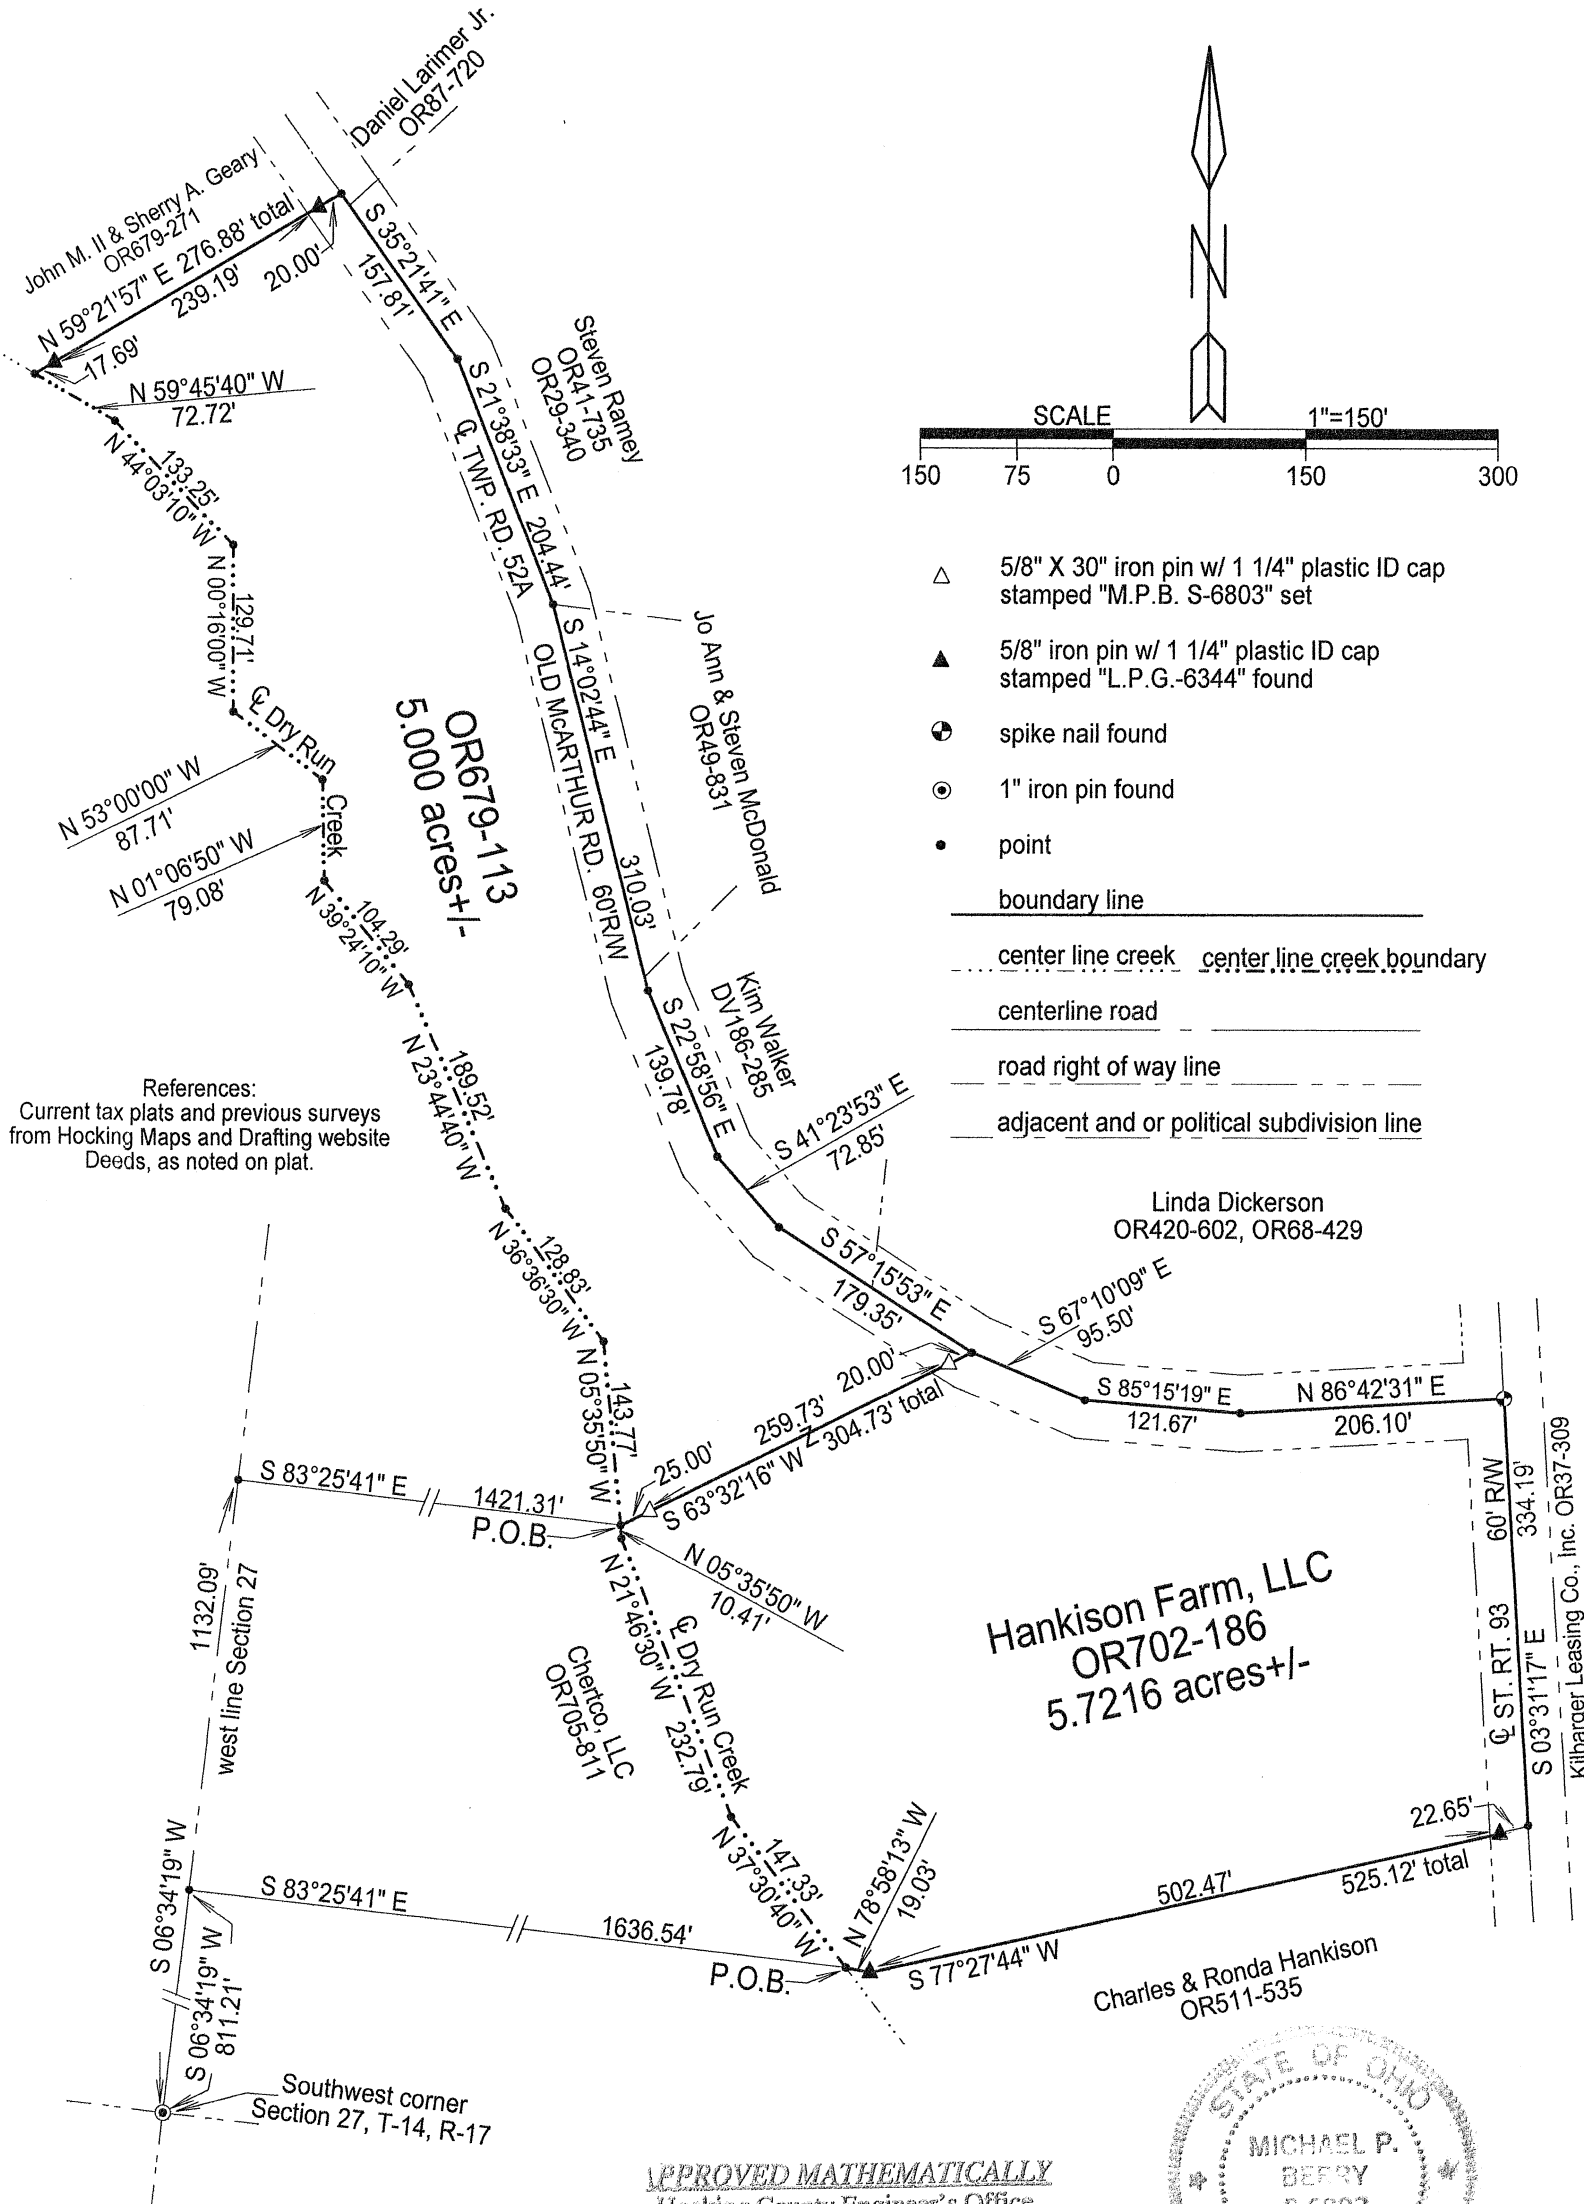 Daniel Larimer Jr.
OR87-720
John M. II & Sherry A. Geary
OR679-271
N 59°21'57" E 276.88' total
239.19'
20.00'
17.69'
N 59°45'40" W
72.72'
133.25'
N 44°03'10" W
129.71'
N 00°16'00" W
℄ Dry Run
Creek
N 53°00'00" W
87.71'
N 01°06'50" W
79.08'
104.29'
N 39°24'10" W
189.52'
N 23°44'40" W
128.83'
N 36°36'30" W
143.77'
N 05°35'50" W
S 35°21'41" E
157.81'
S 21°38'33" E 204.44'
℄ TWP. RD. 52A
OLD McARTHUR RD. 60'R/W
Steven Ramey
OR41-735
OR29-340
S 14°02'44" E
310.03'
Jo Ann & Steven McDonald
OR49-831
OR679-113
5.000 acres+/-
S 22°58'56" E
139.78'
Kim Walker
DV186-285
S 41°23'53" E
72.85'
S 57°15'53" E
179.35'
S 67°10'09" E
95.50'
Linda Dickerson
OR420-602, OR68-429
N
SCALE 1"=150'
150 75 0 150 300
5/8" X 30" iron pin w/ 1 1/4" plastic ID cap
stamped "M.P.B. S-6803" set
5/8" iron pin w/ 1 1/4" plastic ID cap
stamped "L.P.G.-6344" found
spike nail found
1" iron pin found
point
boundary line
center line creek center line creek boundary
centerline road
road right of way line
adjacent and or political subdivision line
References:
Current tax plats and previous surveys
from Hocking Maps and Drafting website
Deeds, as noted on plat.
S 85°15'19" E
121.67'
N 86°42'31" E
206.10'
20.00'
259.73'
25.00'
S 63°32'16" W 304.73' total
Z
S 83°25'41" E
1421.31'
P.O.B.
N 05°35'50" W
10.41'
1132.09'
west line Section 27
N 21°46'30" W 232.79'
℄ Dry Run Creek
Chertco, LLC
OR705-811
147.33'
N 37°30'40" W
N 78°58'13" W
19.03'
Hankison Farm, LLC
OR702-186
5.7216 acres+/-
60' R/W
℄ ST. RT. 93
334.19'
S 03°31'17" E
Kilbarger Leasing Co., Inc. OR37-309
22.65'
502.47'
525.12' total
S 77°27'44" W
Charles & Ronda Hankison
OR511-535
S 83°25'41" E
1636.54'
P.O.B.
S 06°34'19" W
S 06°34'19" W
811.21'
Southwest corner
Section 27, T-14, R-17
APPROVED MATHEMATICALLY
Hocking County Engineer's Office
STATE OF OHIO
MICHAEL P.
BERRY